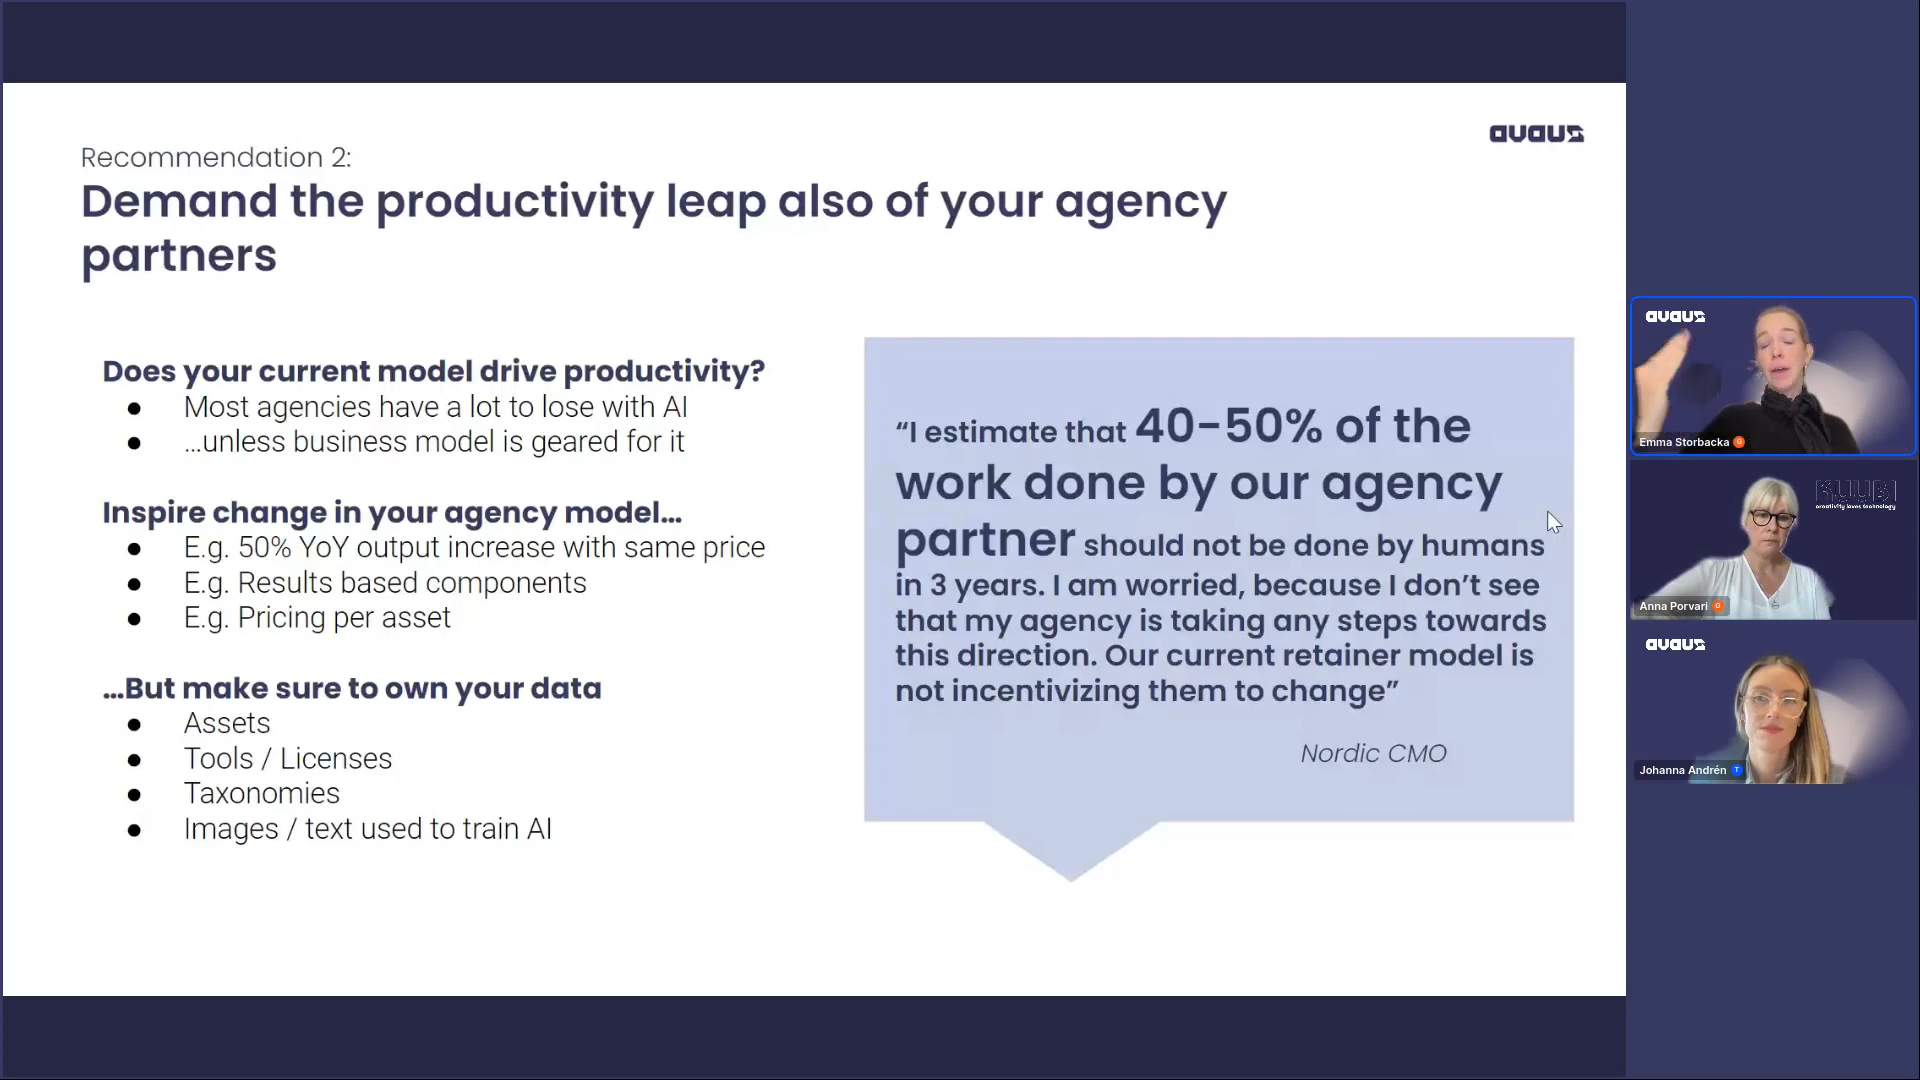 avaus
Recommendation 2:
Demand the productivity leap also of your agency
partners
Does your current model drive productivity?
● Most agencies have a lot to lose with AI
● ...unless business model is geared for it
Inspire change in your agency model...
● E.g. 50% YoY output increase with same price
● E.g. Results based components
● E.g. Pricing per asset
...But make sure to own your data
● Assets
● Tools / Licenses
● Taxonomies
● Images / text used to train AI
“I estimate that 40-50% of the
work done by our agency
partner should not be done by humans
in 3 years. I am worried, because I don’t see
that my agency is taking any steps towards
this direction. Our current retainer model is
not incentivizing them to change”
Nordic CMO
avaus
Emma Storbacka G
KUUBI
creativity loves technology
Anna Porvari G
avaus
Johanna Andrén T